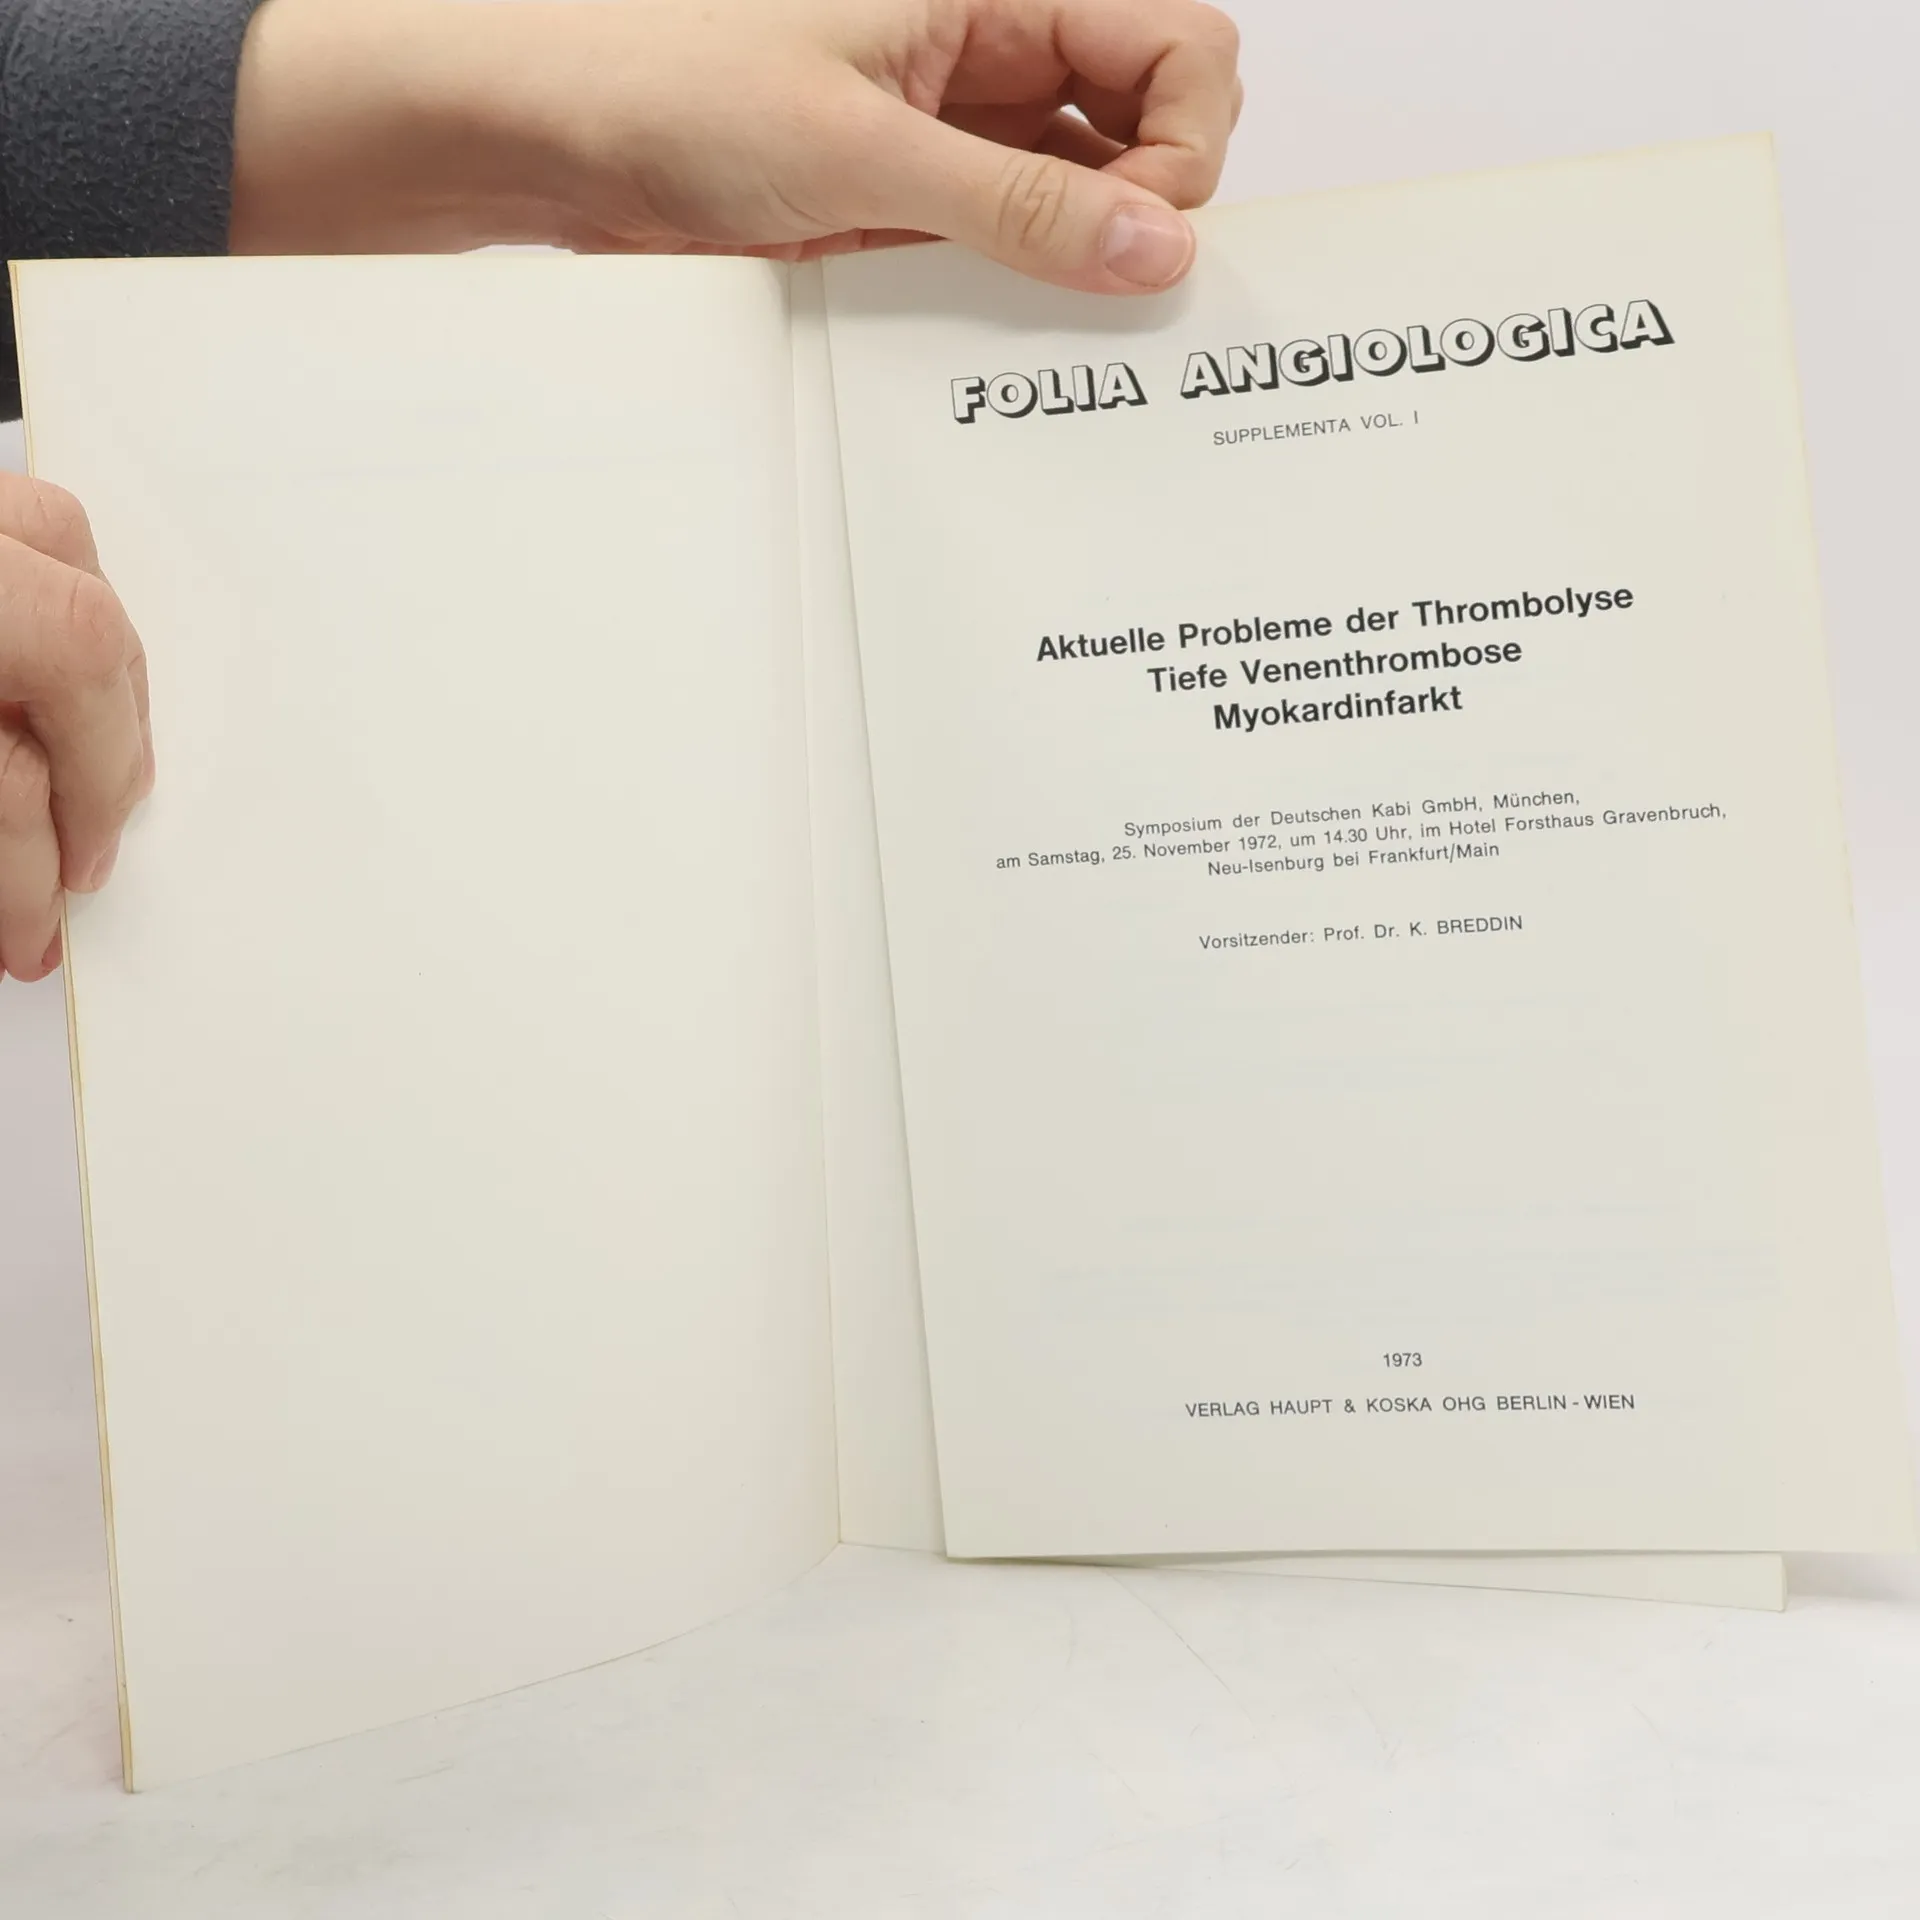 FOLIA ANGIOLOGICA
SUPPLEMENTA VOL. I
Aktuelle Probleme der Thrombolyse
Tiefe Venenthrombose
Myokardinfarkt
Symposium der Deutschen Kabi GmbH, München,
am Samstag, 25. November 1972, um 14.30 Uhr, im Hotel Forsthaus Gravenbruch,
Neu-Isenburg bei Frankfurt/Main
Vorsitzender: Prof. Dr. K. BREDDIN
1973
VERLAG HAUPT & KOSKA OHG BERLIN - WIEN